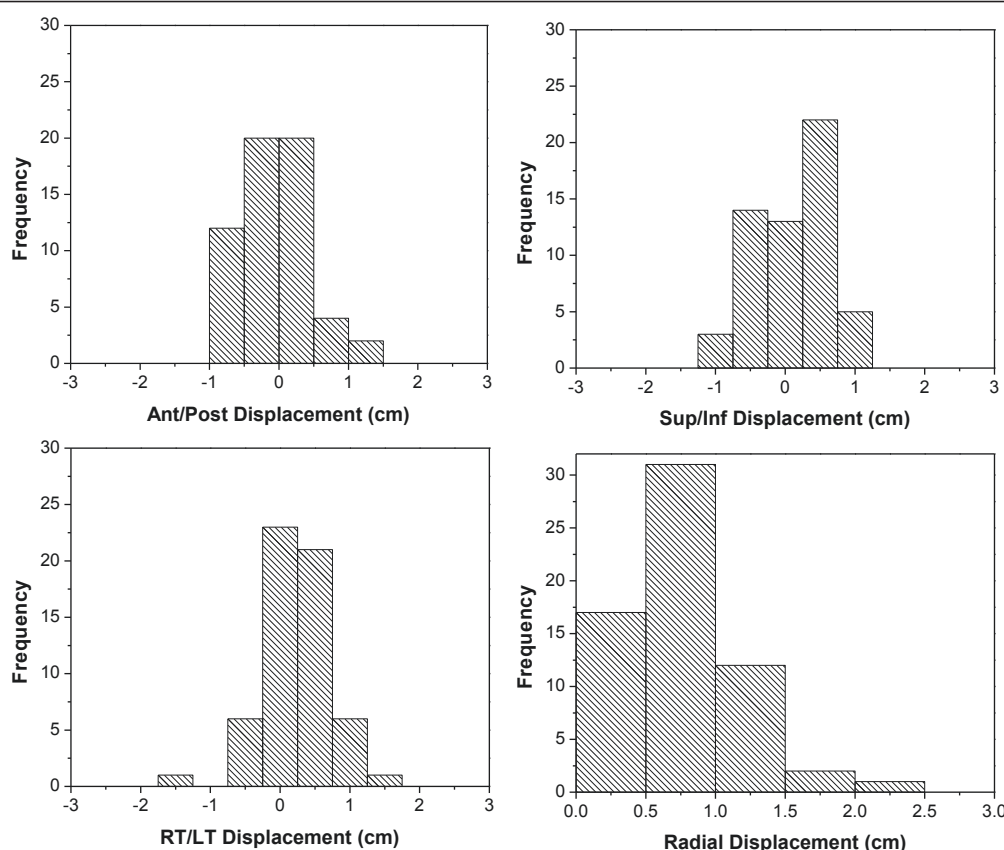 30
25
20
15
10
5
0
Frequency
-3 -2 -1 0 1 2 3
Ant/Post Displacement (cm)
30
25
20
15
10
5
0
Frequency
-3 -2 -1 0 1 2 3
Sup/Inf Displacement (cm)
30
25
20
15
10
5
0
Frequency
-3 -2 -1 0 1 2 3
RT/LT Displacement (cm)
30
25
20
15
10
5
0
Frequency
0.0 0.5 1.0 1.5 2.0 2.5 3.0
Radial Displacement (cm)